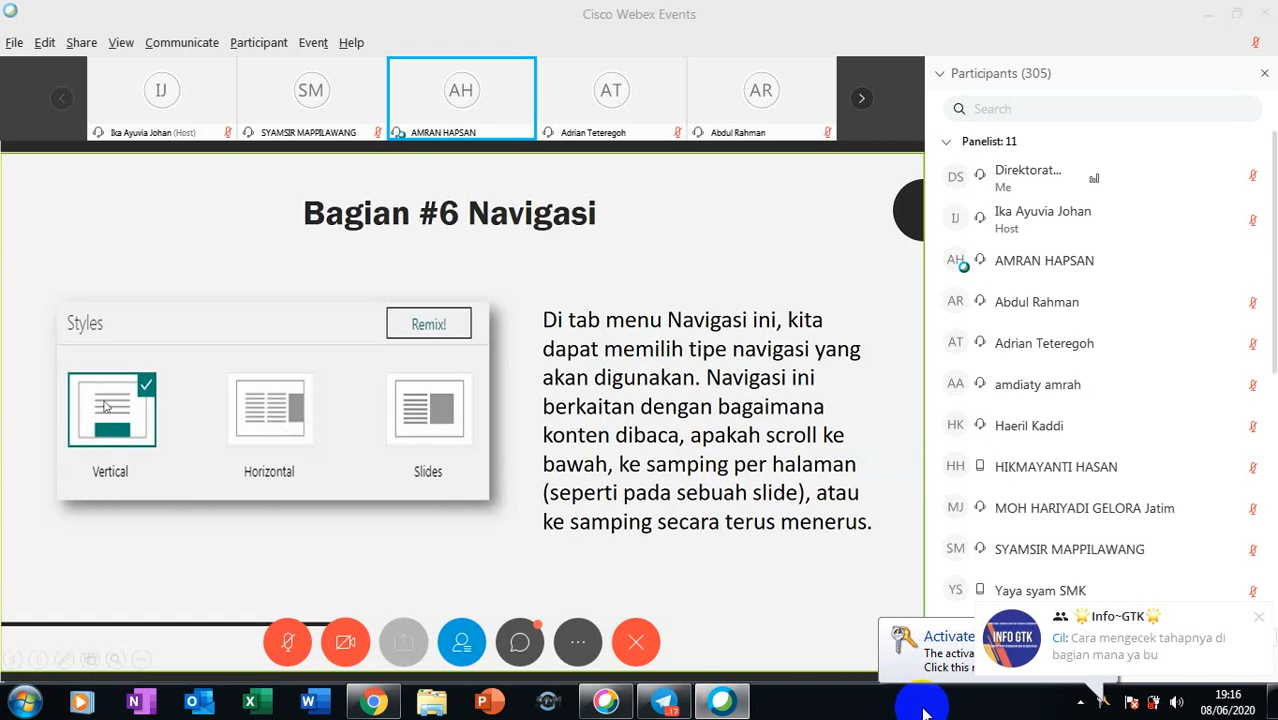 Cisco Webex Events
File Edit Share View Communicate Participant Event Help
IJ SM AH AT AR
Ika Ayuvia Johan (Host) SYAMSIR MAPPILAWANG AMRAN HAPSAN Adrian Teteregoh Abdul Rahman
Bagian #6 Navigasi
Styles
Remix!
Vertical Horizontal Slides
Di tab menu Navigasi ini, kita
dapat memilih tipe navigasi yang
akan digunakan. Navigasi ini
berkaitan dengan bagaimana
konten dibaca, apakah scroll ke
bawah, ke samping per halaman
(seperti pada sebuah slide), atau
ke samping secara terus menerus.
Participants (305)
Search
Panelist: 11
DS Direktorat...
Me
IJ Ika Ayuvia Johan
Host
AH AMRAN HAPSAN
AR Abdul Rahman
AT Adrian Teteregoh
AA amdiaty amrah
HK Haeril Kaddi
HH HIKMAYANTI HASAN
MJ MOH HARIYADI GELORA Jatim
SM SYAMSIR MAPPILAWANG
YS Yaya syam SMK
Activate
The activa
Click this
INFO GTK
Info~GTK
Cil: Cara mengecek tahapnya di
bagian mana ya bu
17
19:16
08/06/2020